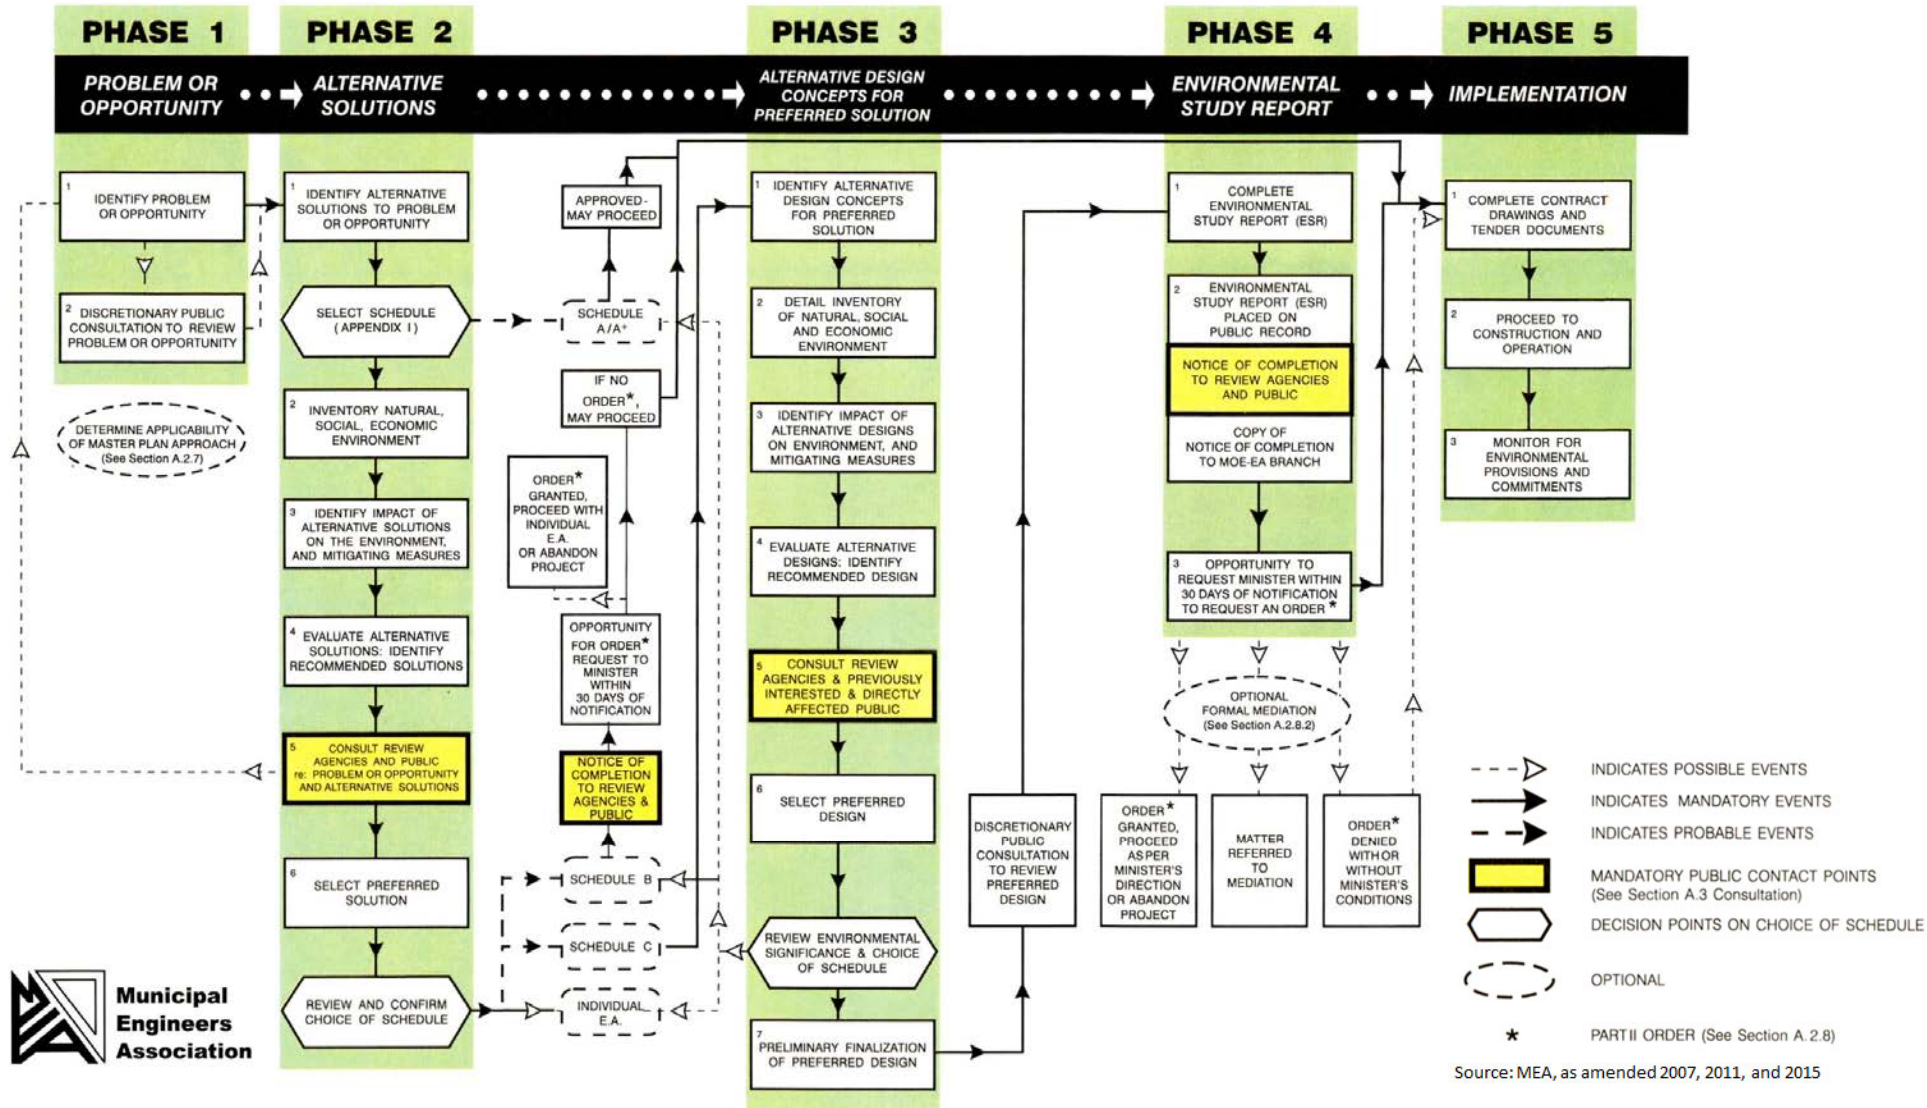 PHASE 1
PHASE 2
PHASE 3
PHASE 4
PHASE 5
PROBLEM OR
OPPORTUNITY
ALTERNATIVE
SOLUTIONS
ALTERNATIVE DESIGN
CONCEPTS FOR
PREFERRED SOLUTION
ENVIRONMENTAL
STUDY REPORT
IMPLEMENTATION
1
IDENTIFY PROBLEM
OR OPPORTUNITY
2
DISCRETIONARY PUBLIC
CONSULTATION TO REVIEW
PROBLEM OR OPPORTUNITY
DETERMINE APPLICABILITY
OF MASTER PLAN APPROACH
(See Section A.2.7)
1
IDENTIFY ALTERNATIVE
SOLUTIONS TO PROBLEM
OR OPPORTUNITY
SELECT SCHEDULE
( APPENDIX I )
2
INVENTORY NATURAL,
SOCIAL, ECONOMIC
ENVIRONMENT
3
IDENTIFY IMPACT OF
ALTERNATIVE SOLUTIONS
ON THE ENVIRONMENT,
AND MITIGATING MEASURES
4
EVALUATE ALTERNATIVE
SOLUTIONS: IDENTIFY
RECOMMENDED SOLUTIONS
5
CONSULT REVIEW
AGENCIES AND PUBLIC
re: PROBLEM OR OPPORTUNITY
AND ALTERNATIVE SOLUTIONS
6
SELECT PREFERRED
SOLUTION
REVIEW AND CONFIRM
CHOICE OF SCHEDULE
APPROVED-
MAY PROCEED
SCHEDULE
A/A+
IF NO
ORDER*,
MAY PROCEED
ORDER*
GRANTED,
PROCEED WITH
INDIVIDUAL
E.A.
OR ABANDON
PROJECT
OPPORTUNITY
FOR ORDER*
REQUEST TO
MINISTER
WITHIN
30 DAYS OF
NOTIFICATION
NOTICE OF
COMPLETION
TO REVIEW
AGENCIES &
PUBLIC
SCHEDULE B
SCHEDULE C
INDIVIDUAL
E.A.
1
IDENTIFY ALTERNATIVE
DESIGN CONCEPTS
FOR PREFERRED
SOLUTION
2
DETAIL INVENTORY
OF NATURAL, SOCIAL
AND ECONOMIC
ENVIRONMENT
3
IDENTIFY IMPACT OF
ALTERNATIVE DESIGNS
ON ENVIRONMENT, AND
MITIGATING MEASURES
4
EVALUATE ALTERNATIVE
DESIGNS: IDENTIFY
RECOMMENDED DESIGN
5
CONSULT REVIEW
AGENCIES & PREVIOUSLY
INTERESTED & DIRECTLY
AFFECTED PUBLIC
6
SELECT PREFERRED
DESIGN
REVIEW ENVIRONMENTAL
SIGNIFICANCE & CHOICE
OF SCHEDULE
7
PRELIMINARY FINALIZATION
OF PREFERRED DESIGN
DISCRETIONARY
PUBLIC
CONSULTATION
TO REVIEW
PREFERRED
DESIGN
1
COMPLETE
ENVIRONMENTAL
STUDY REPORT (ESR)
2
ENVIRONMENTAL
STUDY REPORT (ESR)
PLACED ON
PUBLIC RECORD
NOTICE OF COMPLETION
TO REVIEW AGENCIES
AND PUBLIC
COPY OF
NOTICE OF COMPLETION
TO MOE-EA BRANCH
3
OPPORTUNITY TO
REQUEST MINISTER WITHIN
30 DAYS OF NOTIFICATION
TO REQUEST AN ORDER*
OPTIONAL
FORMAL MEDIATION
(See Section A.2.8.2)
ORDER*
GRANTED,
PROCEED
AS PER
MINISTER'S
DIRECTION
OR ABANDON
PROJECT
MATTER
REFERRED
TO
MEDIATION
ORDER*
DENIED
WITH OR
WITHOUT
MINISTER'S
CONDITIONS
1
COMPLETE CONTRACT
DRAWINGS AND
TENDER DOCUMENTS
2
PROCEED TO
CONSTRUCTION AND
OPERATION
3
MONITOR FOR
ENVIRONMENTAL
PROVISIONS AND
COMMITMENTS
INDICATES POSSIBLE EVENTS
INDICATES MANDATORY EVENTS
INDICATES PROBABLE EVENTS
MANDATORY PUBLIC CONTACT POINTS
(See Section A.3 Consultation)
DECISION POINTS ON CHOICE OF SCHEDULE
OPTIONAL
* PART II ORDER (See Section A.2.8)
Municipal
Engineers
Association
Source: MEA, as amended 2007, 2011, and 2015